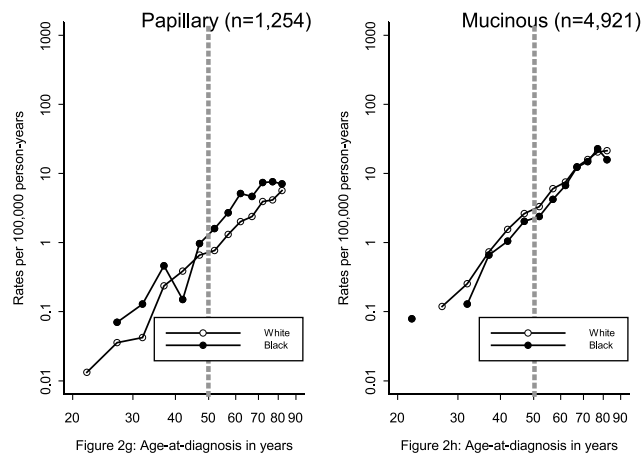 Papillary (n=1,254)
Rates per 100,000 person-years
1000
100
10
1
0.1
0.01
White
Black
20 30 40 50 60 70 80 90
Figure 2g: Age-at-diagnosis in years
Mucinous (n=4,921)
Rates per 100,000 person-years
1000
100
10
1
0.1
0.01
White
Black
20 30 40 50 60 70 80 90
Figure 2h: Age-at-diagnosis in years